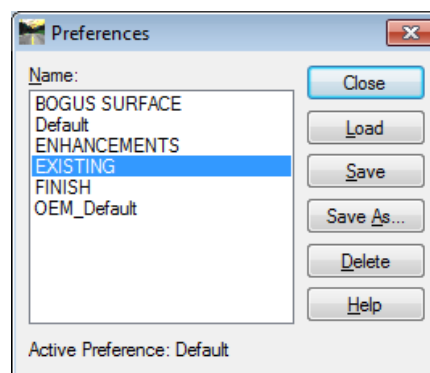 Preferences
Name:
BOGUS SURFACE
Default
ENHANCEMENTS
EXISTING
FINISH
OEM_Default
Close
Load
Save
Save As...
Delete
Help
Active Preference: Default